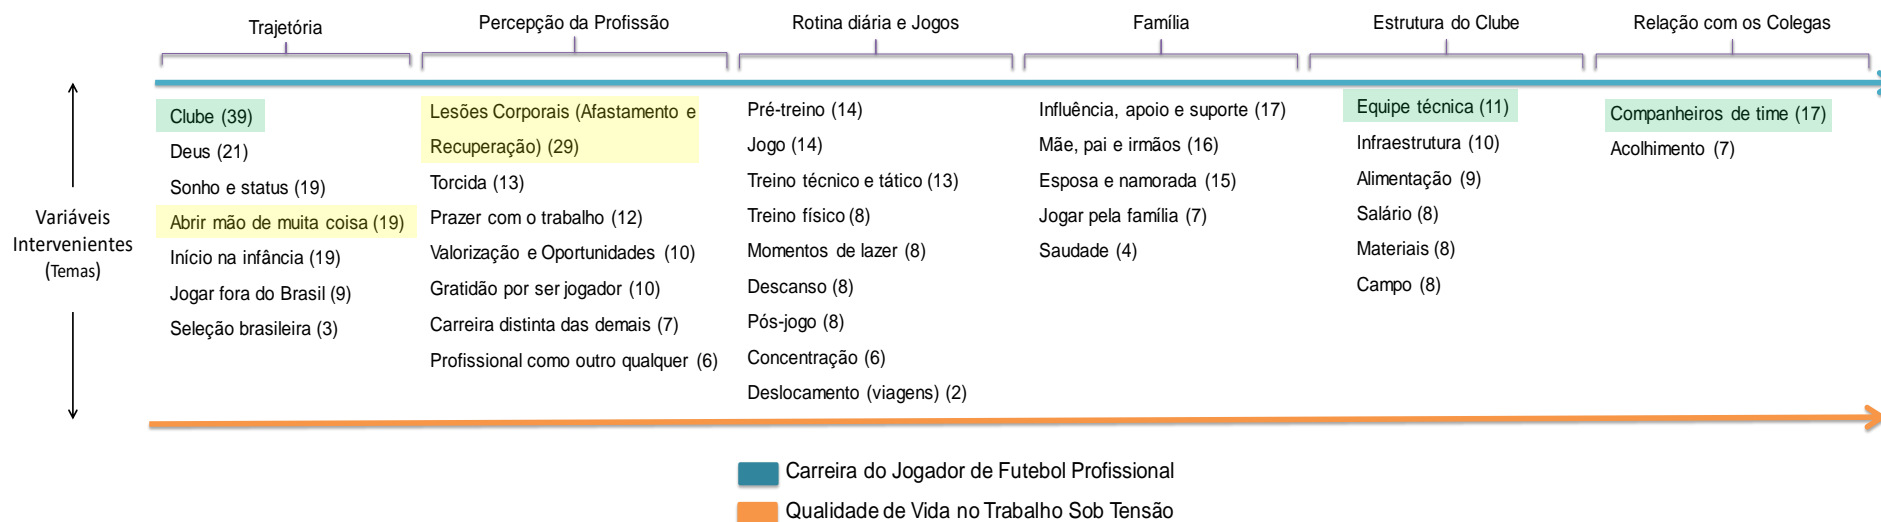 Trajetória
Percepção da Profissão
Rotina diária e Jogos
Família
Estrutura do Clube
Relação com os Colegas
Variáveis
Intervenientes
(Temas)
Clube (39)
Deus (21)
Sonho e status (19)
Abrir mão de muita coisa (19)
Início na infância (19)
Jogar fora do Brasil (9)
Seleção brasileira (3)
Lesões Corporais (Afastamento e
Recuperação) (29)
Torcida (13)
Prazer com o trabalho (12)
Valorização e Oportunidades (10)
Gratidão por ser jogador (10)
Carreira distinta das demais (7)
Profissional como outro qualquer (6)
Pré-treino (14)
Jogo (14)
Treino técnico e tático (13)
Treino físico (8)
Momentos de lazer (8)
Descanso (8)
Pós-jogo (8)
Concentração (6)
Deslocamento (viagens) (2)
Influência, apoio e suporte (17)
Mãe, pai e irmãos (16)
Esposa e namorada (15)
Jogar pela família (7)
Saudade (4)
Equipe técnica (11)
Infraestrutura (10)
Alimentação (9)
Salário (8)
Materiais (8)
Campo (8)
Companheiros de time (17)
Acolhimento (7)
Carreira do Jogador de Futebol Profissional
Qualidade de Vida no Trabalho Sob Tensão